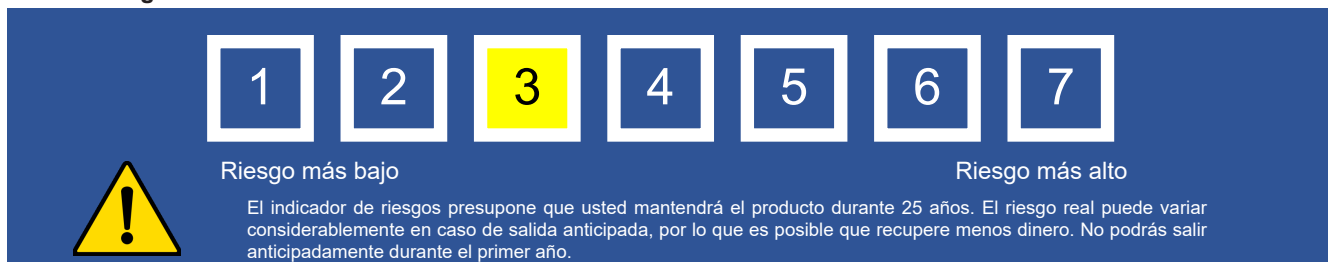 1 2 3 4 5 6 7
Riesgo más bajo Riesgo más alto
El indicador de riesgos presupone que usted mantendrá el producto durante 25 años. El riesgo real puede variar
considerablemente en caso de salida anticipada, por lo que es posible que recupere menos dinero. No podrás salir
anticipadamente durante el primer año.